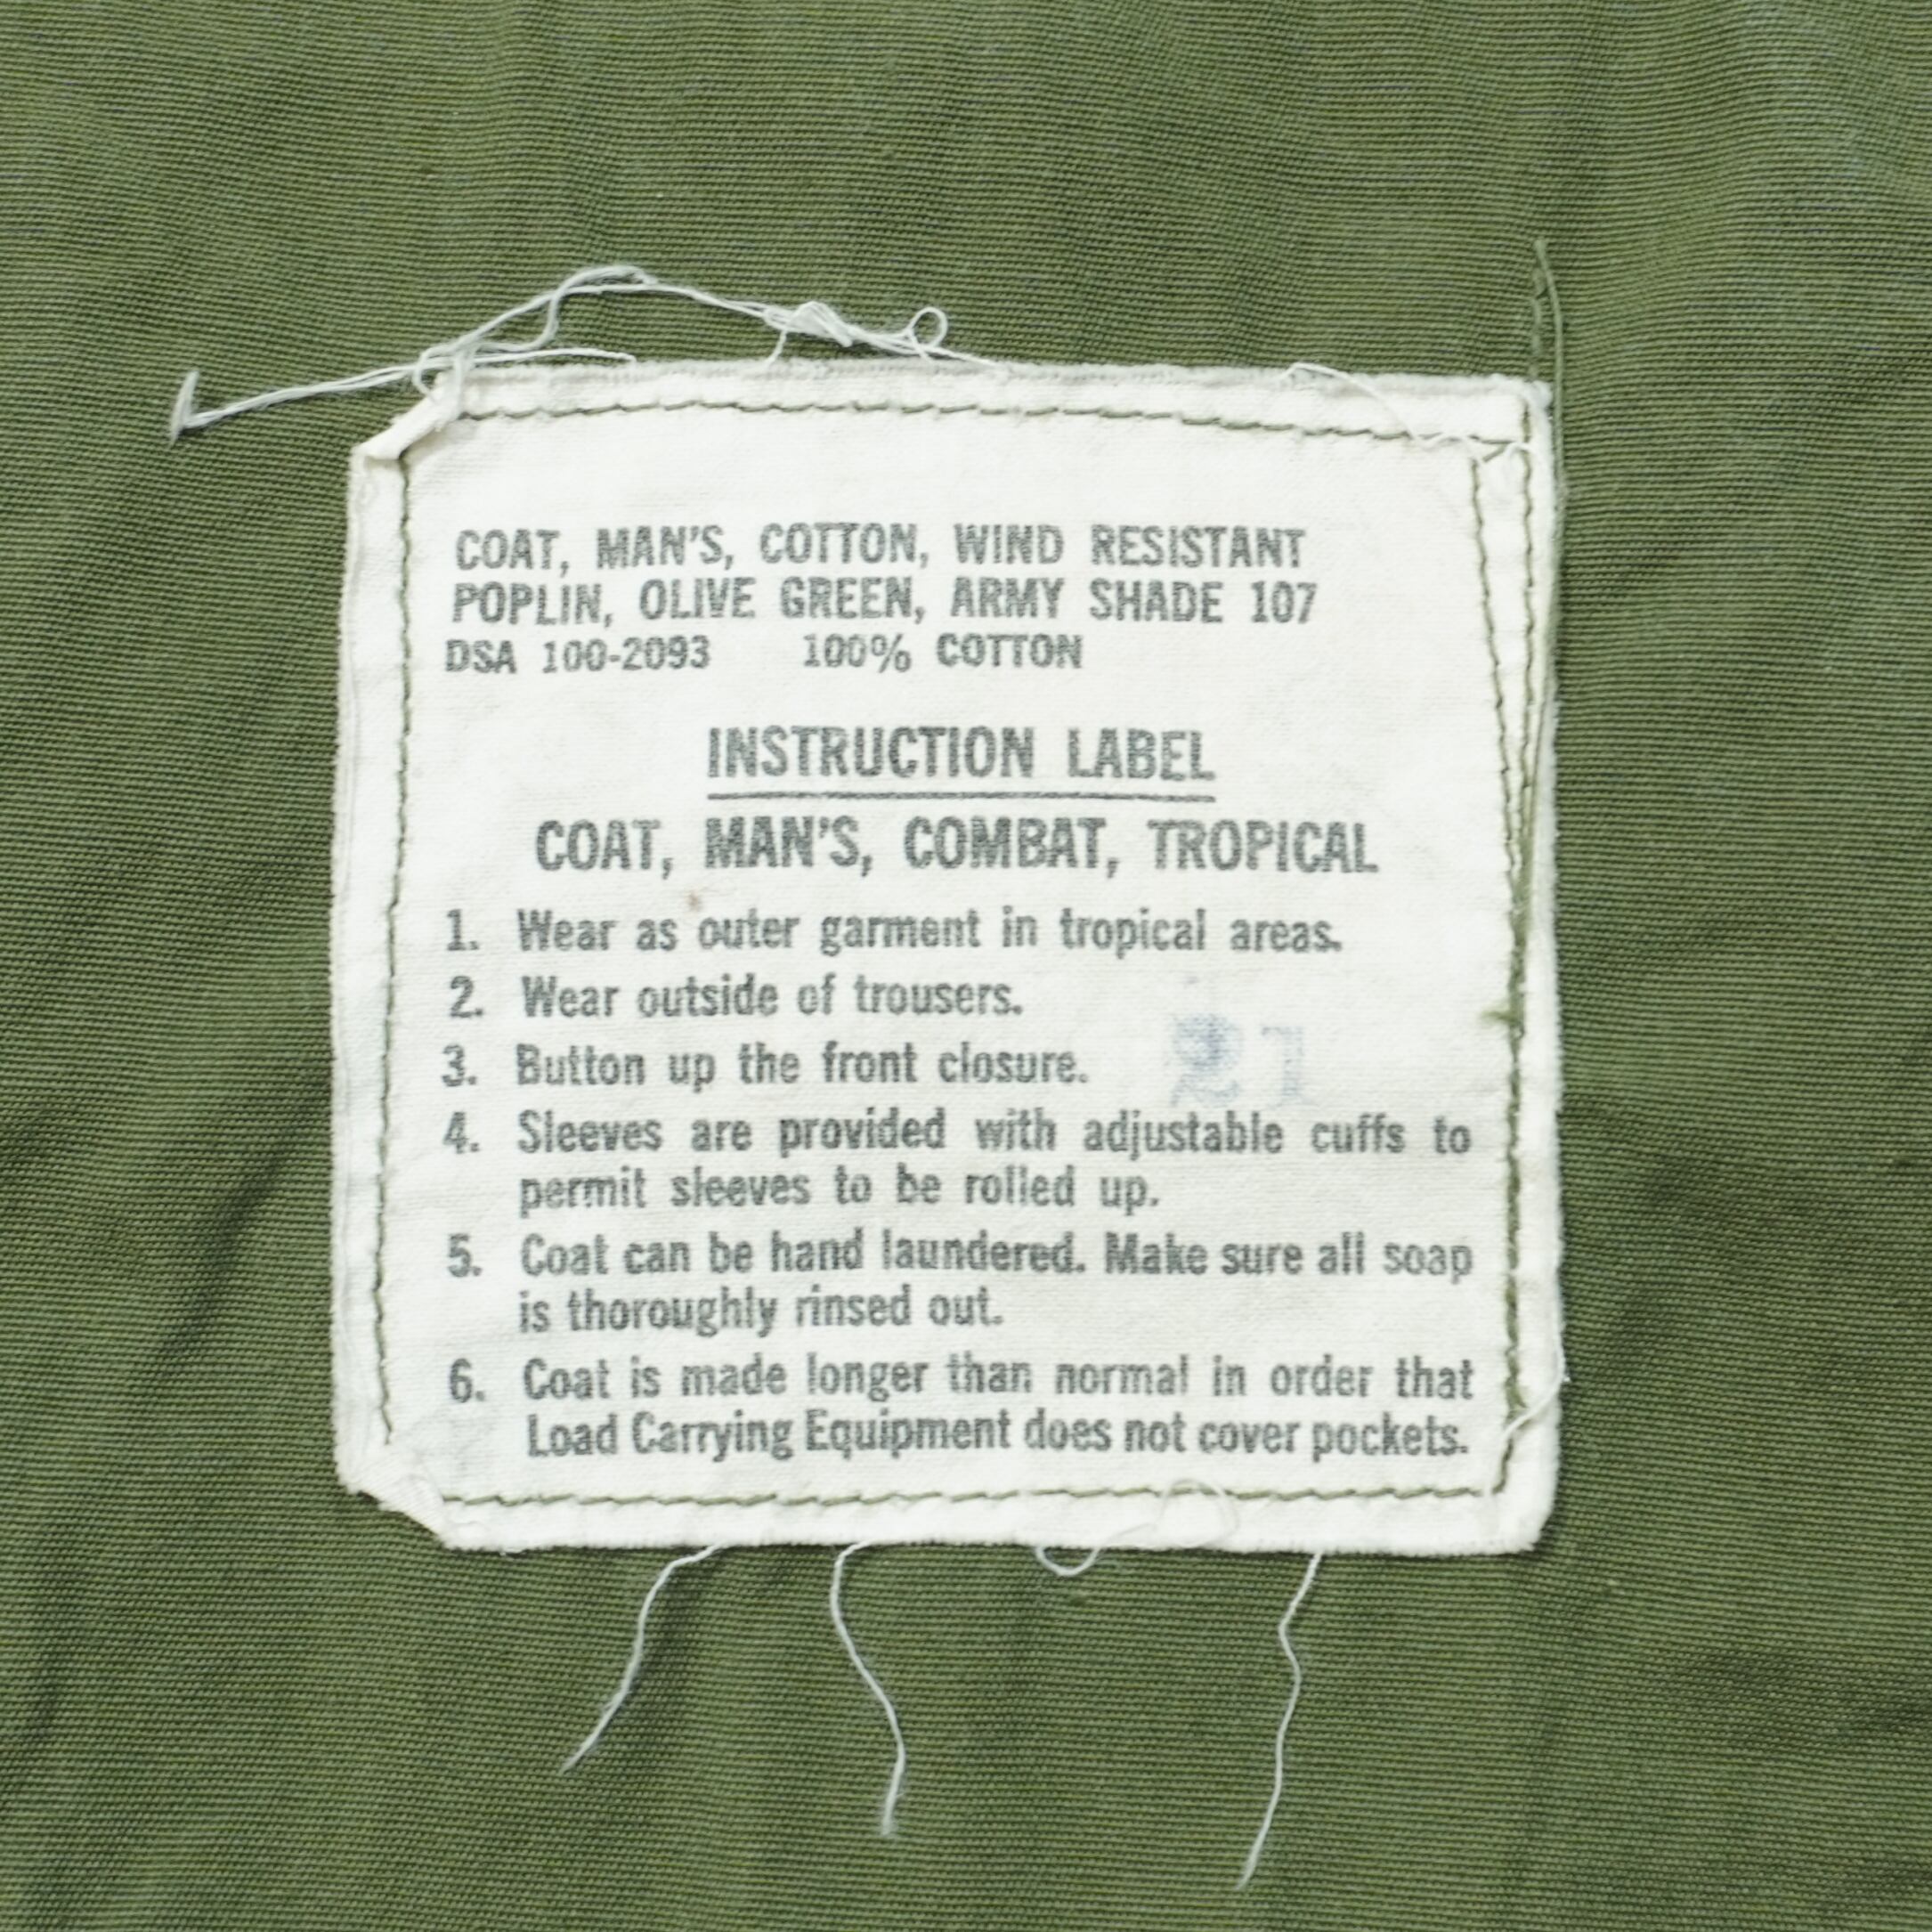 COAT, MAN'S, COTTON, WIND RESISTANT
POPLIN, OLIVE GREEN, ARMY SHADE 107
DSA 100-2093 100% COTTON
INSTRUCTION LABEL
COAT, MAN'S, COMBAT, TROPICAL
1. Wear as outer garment in tropical areas.
2. Wear outside of trousers.
3. Button up the front closure.
21
4. Sleeves are provided with adjustable cuffs to
permit sleeves to be rolled up.
5. Coat can be hand laundered. Make sure all soap
is thoroughly rinsed out.
6. Coat is made longer than normal in order that
Load Carrying Equipment does not cover pockets.